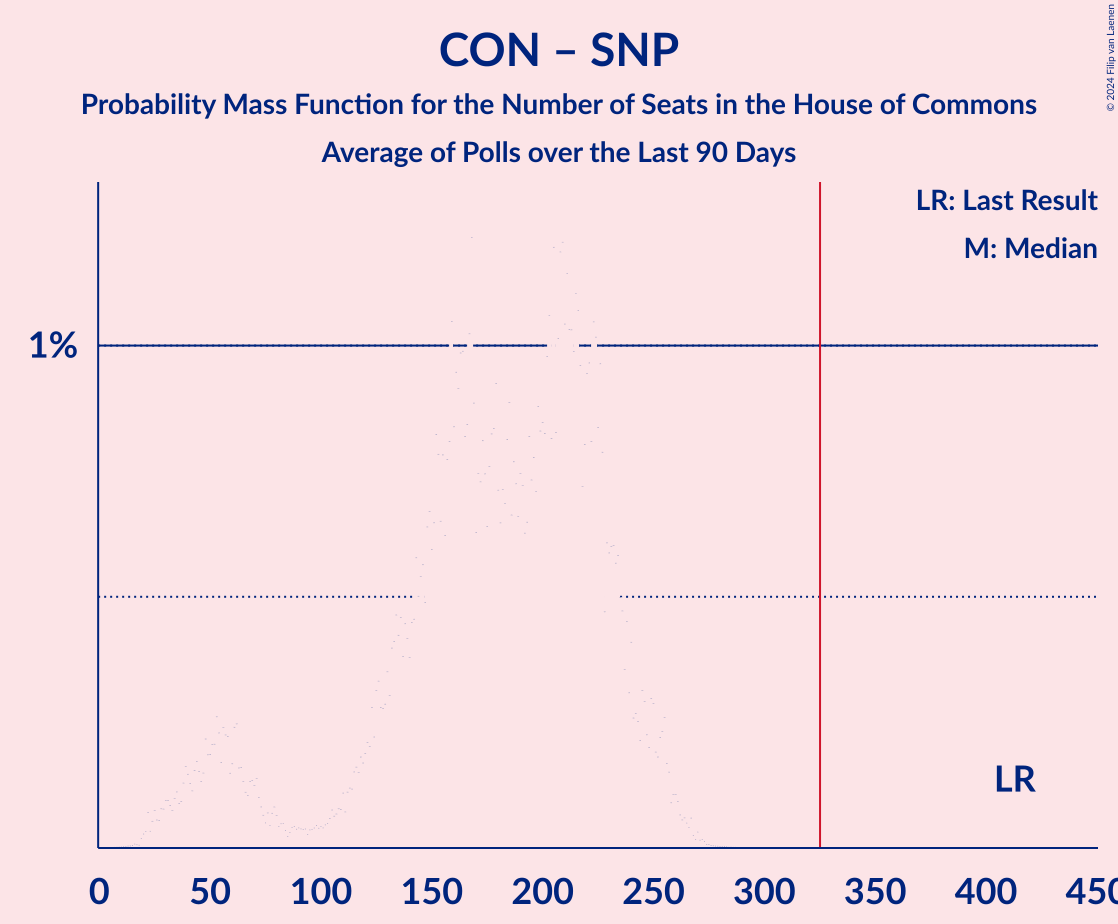 © 2024 Filip van Laenen
CON – SNP
Probability Mass Function for the Number of Seats in the House of Commons
Average of Polls over the Last 90 Days
LR: Last Result
M: Median
1%
LR
0 50 100 150 200 250 300 350 400 450